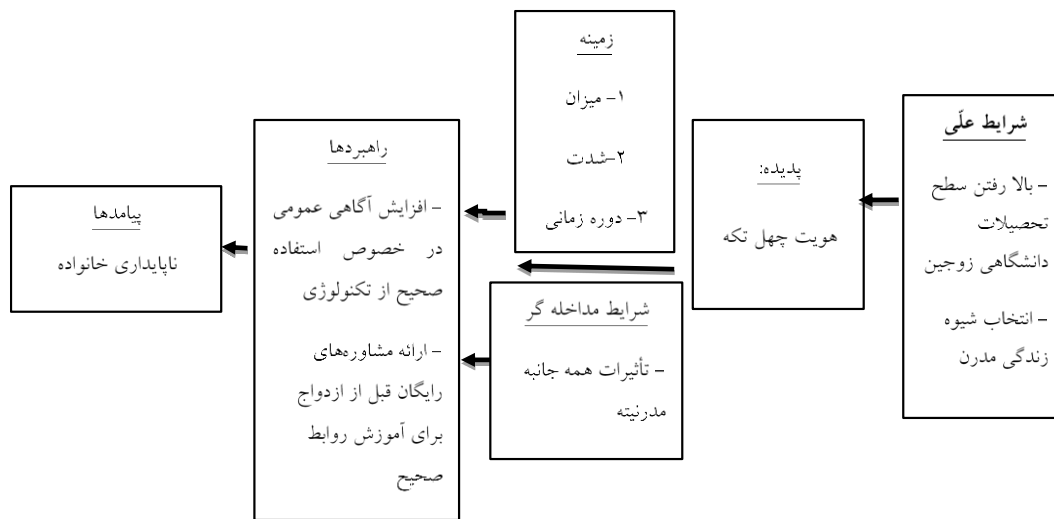 شرایط علّی
- بالا رفتن سطح
تحصیلات
دانشگاهی زوجین
- انتخاب شیوه
زندگی مدرن
پدیده:
هویت چهل تکه
زمینه
۱- میزان
۲-شدت
۳- دوره زمانی
شرایط مداخله گر
- تأثیرات همه جانبه
مدرنیته
راهبردها
- افزایش آگاهی عمومی
در خصوص استفاده
صحیح از تکنولوژی
- ارائه مشاوره‌های
رایگان قبل از ازدواج
برای آموزش روابط
صحیح
پیامدها
ناپایداری خانواده